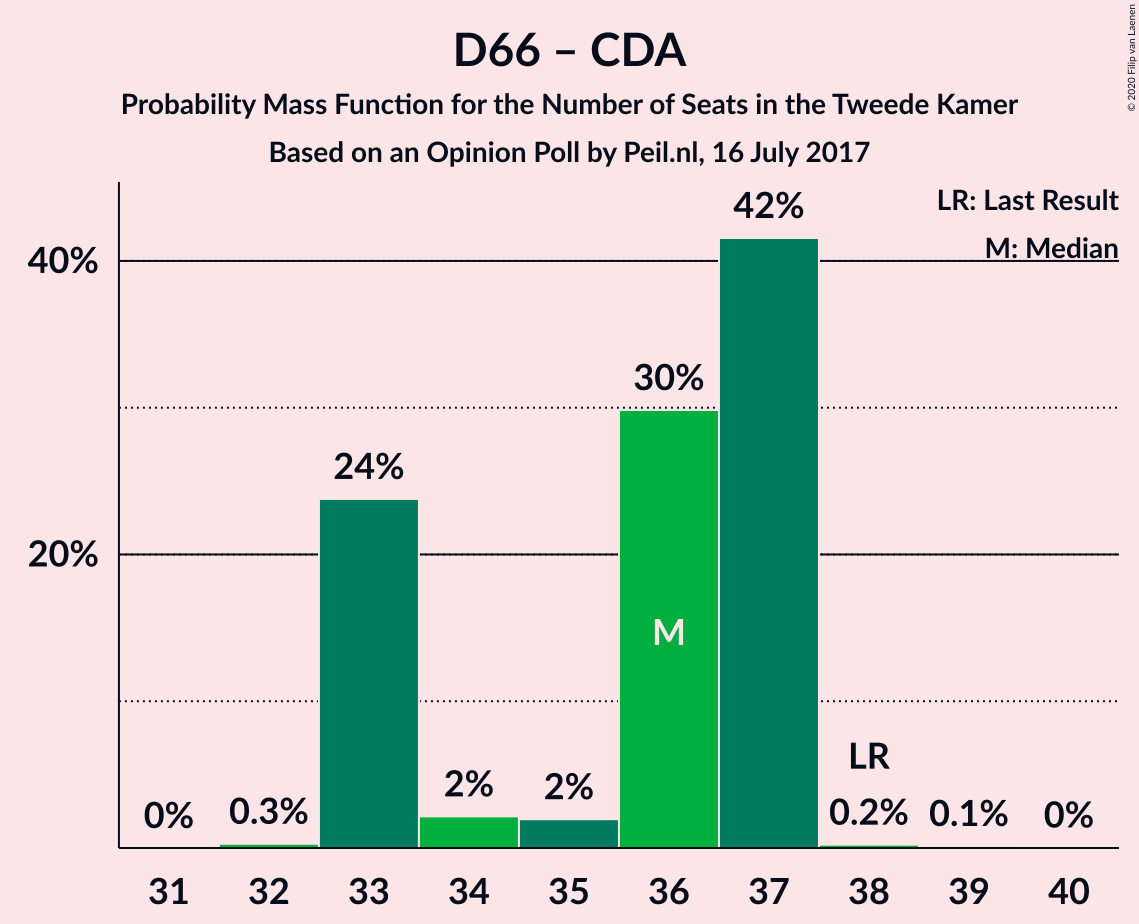 D66 – CDA
Probability Mass Function for the Number of Seats in the Tweede Kamer
Based on an Opinion Poll by Peil.nl, 16 July 2017
© 2020 Filip van Laenen
LR: Last Result
M: Median
40%
20%
0%
0.3%
24%
2%
2%
30%
42%
0.2%
0.1%
0%
M
LR
31 32 33 34 35 36 37 38 39 40